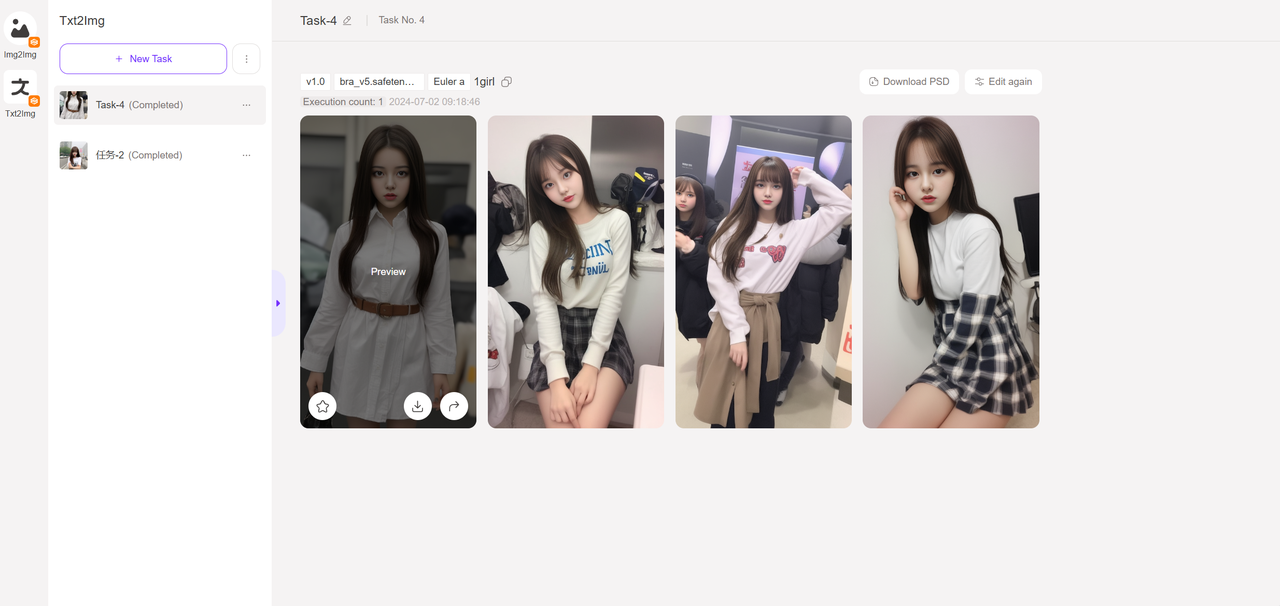 Txt2Img
Img2Img
Txt2Img
文
+ New Task
Task-4 (Completed)
任务-2 (Completed)
Task-4
Task No. 4
v1.0
bra_v5.safeten...
Euler a
1girl
Download PSD
Edit again
Execution count: 1 2024-07-02 09:18:46
Preview